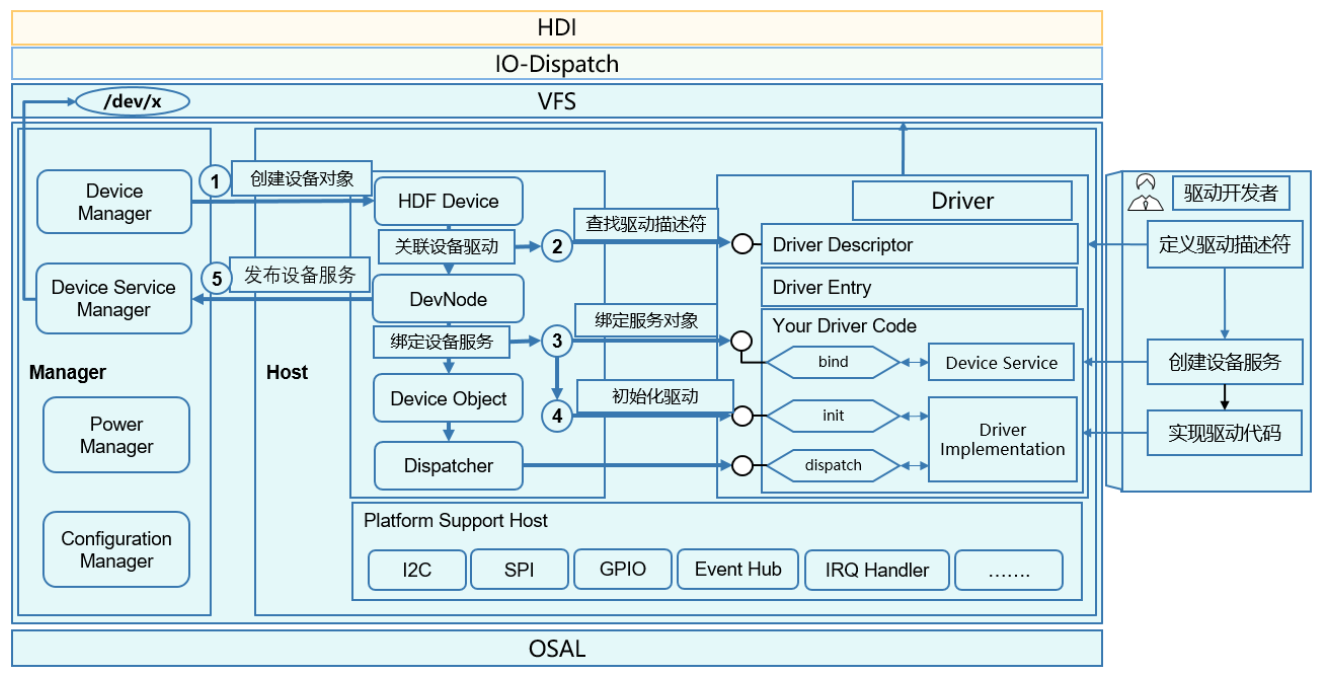 HDI
IO-Dispatch
/dev/x
VFS
Device
Manager
1
创建设备对象
HDF Device
关联设备驱动
2
查找驱动描述符
Driver
Driver Descriptor
Driver Entry
驱动开发者
定义驱动描述符
Device Service
Manager
5
发布设备服务
DevNode
绑定设备服务
3
绑定服务对象
Your Driver Code
bind
Device Service
创建设备服务
Manager
Host
Device Object
4
初始化驱动
init
Driver
Implementation
实现驱动代码
Power
Manager
Dispatcher
dispatch
Configuration
Manager
Platform Support Host
I2C
SPI
GPIO
Event Hub
IRQ Handler
.......
OSAL